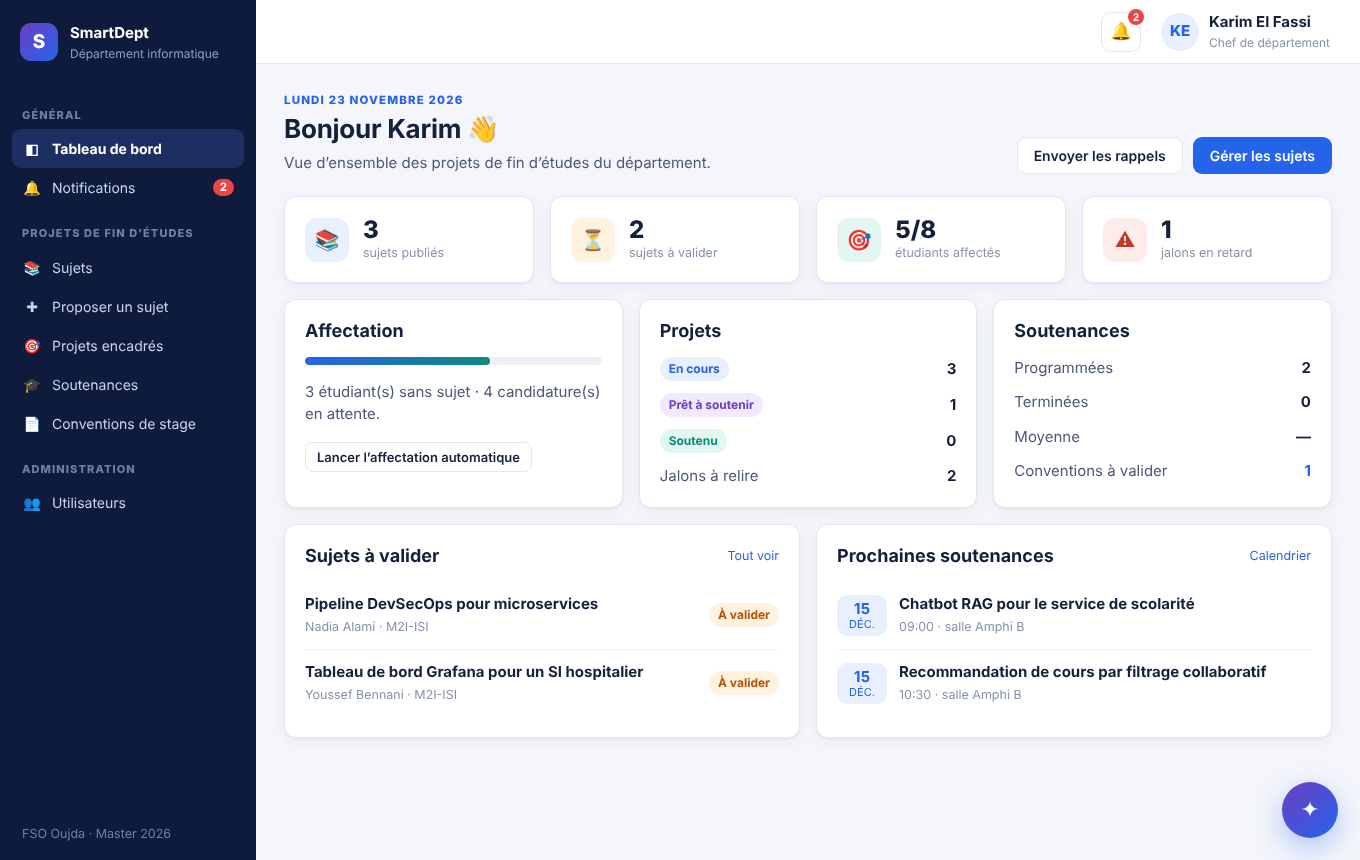 S
SmartDept
Département informatique
GÉNÉRAL
Tableau de bord
Notifications
2
PROJETS DE FIN D'ÉTUDES
Sujets
Proposer un sujet
Projets encadrés
Soutenances
Conventions de stage
ADMINISTRATION
Utilisateurs
FSO Oujda · Master 2026
2
KE
Karim El Fassi
Chef de département
LUNDI 23 NOVEMBRE 2026
Bonjour Karim 👋
Vue d’ensemble des projets de fin d’études du département.
Envoyer les rappels
Gérer les sujets
3
sujets publiés
2
sujets à valider
5/8
étudiants affectés
1
jalons en retard
Affectation
3 étudiant(s) sans sujet · 4 candidature(s)
en attente.
Lancer l’affectation automatique
Projets
En cours 3
Prêt à soutenir 1
Soutenu 0
Jalons à relire 2
Soutenances
Programmées 2
Terminées 0
Moyenne —
Conventions à valider 1
Sujets à valider
Tout voir
Pipeline DevSecOps pour microservices
Nadia Alami · M2I-ISI
À valider
Tableau de bord Grafana pour un SI hospitalier
Youssef Bennani · M2I-ISI
À valider
Prochaines soutenances
Calendrier
15
DÉC.
Chatbot RAG pour le service de scolarité
09:00 · salle Amphi B
15
DÉC.
Recommandation de cours par filtrage collaboratif
10:30 · salle Amphi B